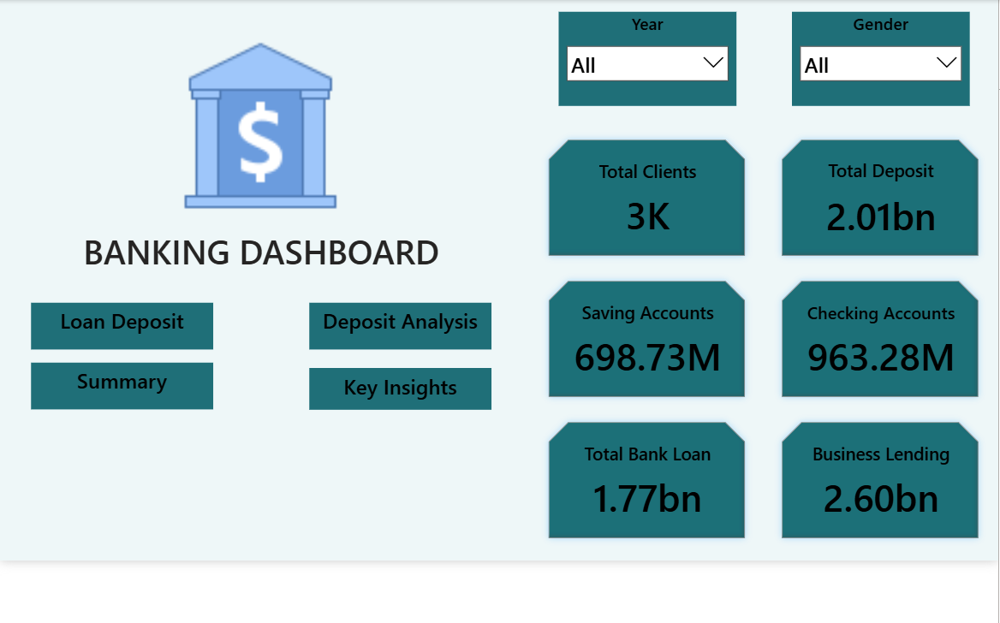 $
BANKING DASHBOARD
Loan Deposit
Deposit Analysis
Summary
Key Insights
Year
All
Gender
All
Total Clients
3K
Total Deposit
2.01bn
Saving Accounts
698.73M
Checking Accounts
963.28M
Total Bank Loan
1.77bn
Business Lending
2.60bn